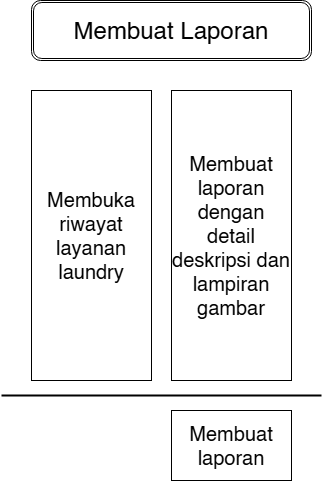 Membuat Laporan
Membuka
riwayat
layanan
laundry
Membuat
laporan
dengan
detail
deskripsi dan
lampiran
gambar
Membuat
laporan